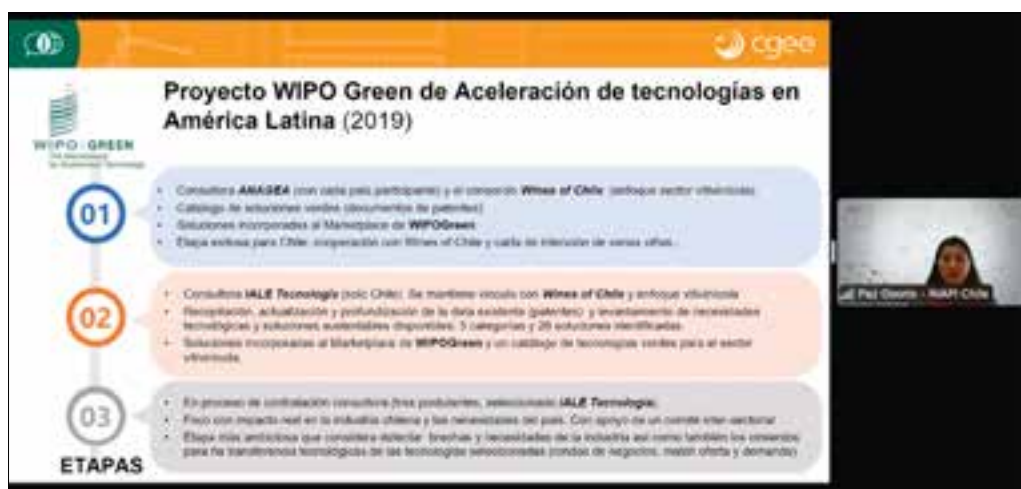 cgee
Proyecto WIPO Green de Aceleración de tecnologías en
América Latina (2019)
WIPO GREEN
01
• Consultora ANAGEA (con cada país participante) y el consorcio Wines of Chile (enfoque sector vitivinícola)
• Catálogo de soluciones verdes (documentos de patentes)
• Soluciones incorporadas al Marketplace de WIPOGreen
• Etapa exitosa para Chile: cooperación con Wines of Chile y carta de intención de varias viñas.
02
• Consultora IALE Tecnología (solo Chile). Se mantiene vínculo con Wines of Chile y enfoque vitivinícola
• Recopilación, actualización y profundización de la data existente (patentes) y levantamiento de necesidades
tecnológicas y soluciones sustentables disponibles: 5 categorías y 28 soluciones identificadas.
• Soluciones incorporadas al Marketplace de WIPOGreen y un catálogo de tecnologías verdes para el sector
vitivinícola.
03
• En proceso de contratación consultora (tres postulantes, seleccionado IALE Tecnología)
• Foco con impacto real en la industria chilena y las necesidades del país. Con apoyo de un comité inter-sectorial
• Etapa más ambiciosa que considera detectar brechas y necesidades de la industria así como también los
para la transferencia tecnológicas de las tecnologías seleccionadas (rondas de negocios, match oferta y demanda)
ETAPAS
Paz Osorio - INAPI Chile